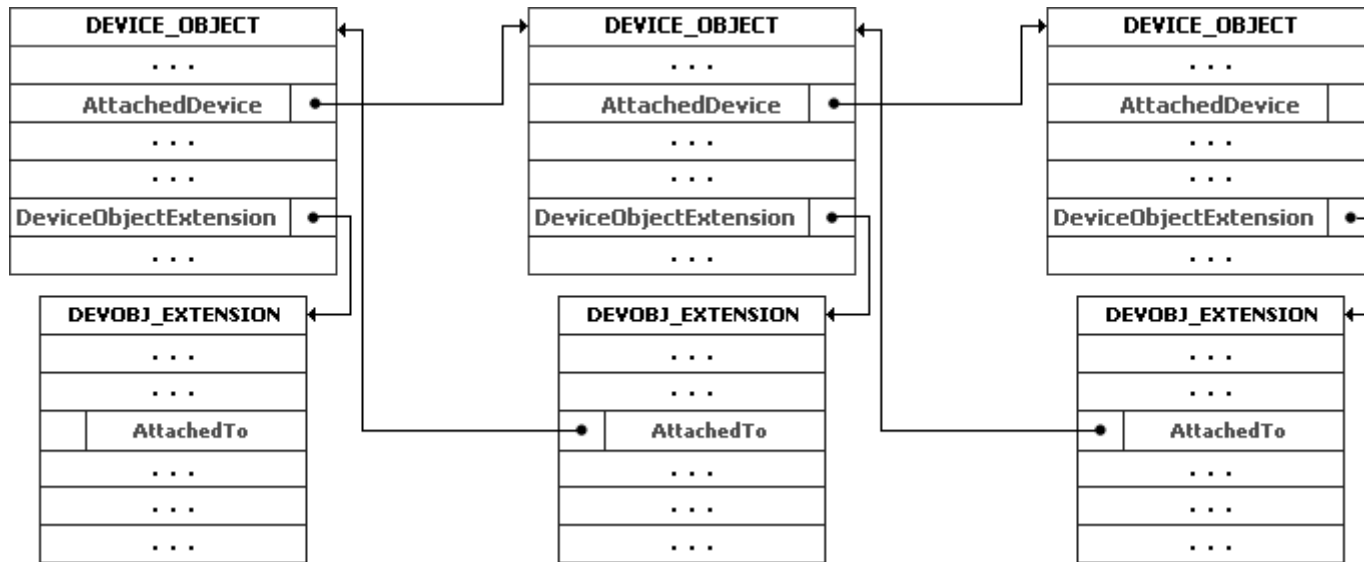 DEVICE_OBJECT
. . .
AttachedDevice
. . .
. . .
DeviceObjectExtension
. . .
DEVOBJ_EXTENSION
. . .
. . .
AttachedTo
. . .
. . .
. . .
DEVICE_OBJECT
. . .
AttachedDevice
. . .
. . .
DeviceObjectExtension
. . .
DEVOBJ_EXTENSION
. . .
. . .
AttachedTo
. . .
. . .
. . .
DEVICE_OBJECT
. . .
AttachedDevice
. . .
. . .
DeviceObjectExtension
. . .
DEVOBJ_EXTENSION
. . .
. . .
AttachedTo
. . .
. . .
. . .